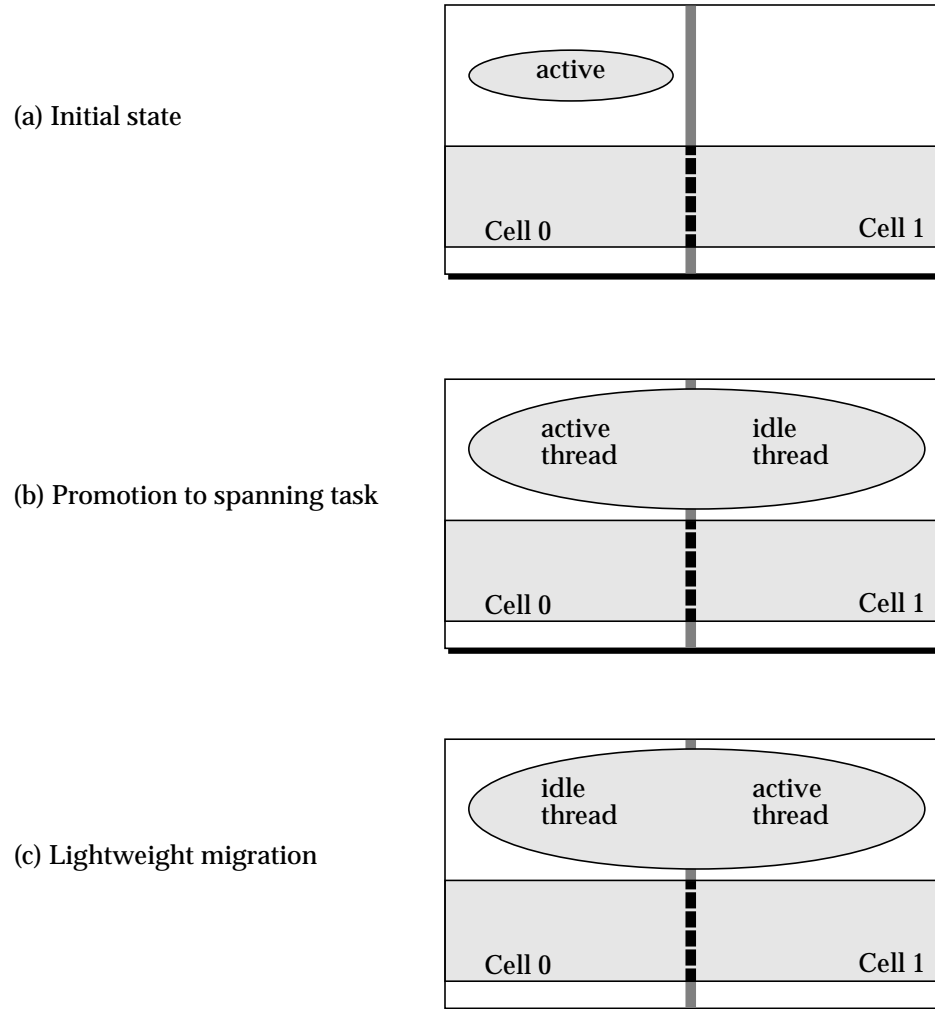 active
(a) Initial state
Cell 0
Cell 1
active
thread
idle
thread
(b) Promotion to spanning task
Cell 0
Cell 1
idle
thread
active
thread
(c) Lightweight migration
Cell 0
Cell 1